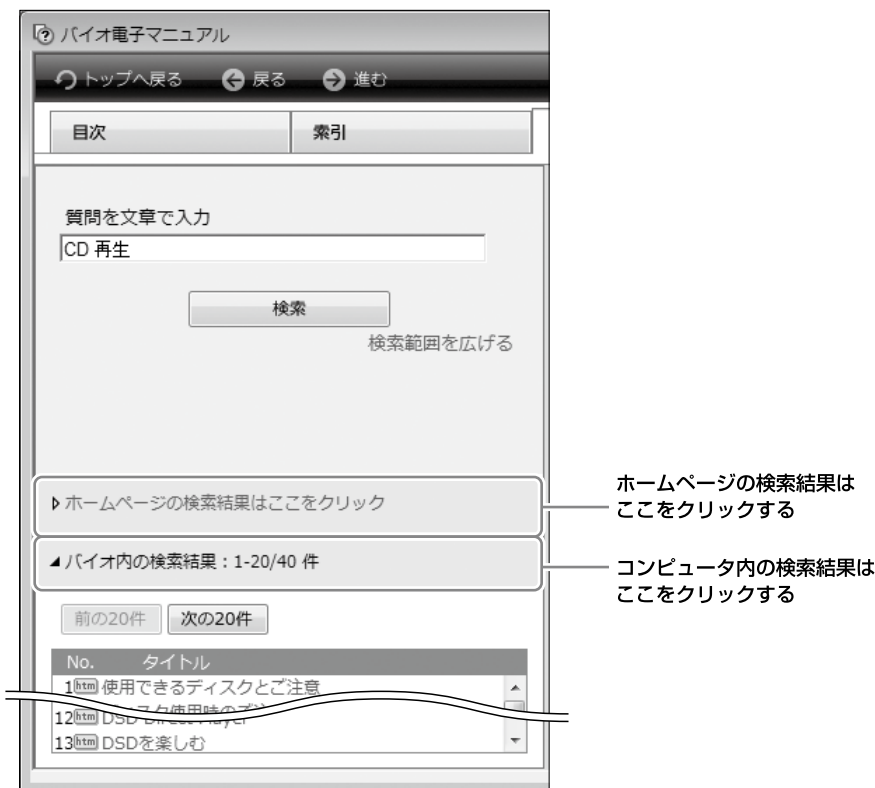 バイオ電子マニュアル
トップへ戻る 戻る 進む
目次 索引
質問を文章で入力
CD 再生
検索
検索範囲を広げる
ホームページの検索結果はここをクリック
ホームページの検索結果は
ここをクリックする
バイオ内の検索結果:1-20/40 件
コンピュータ内の検索結果は
ここをクリックする
前の20件 次の20件
No. タイトル
1 htm 使用できるディスクとご注意
12 htm DSD Direct Player
13 htm DSDを楽しむ